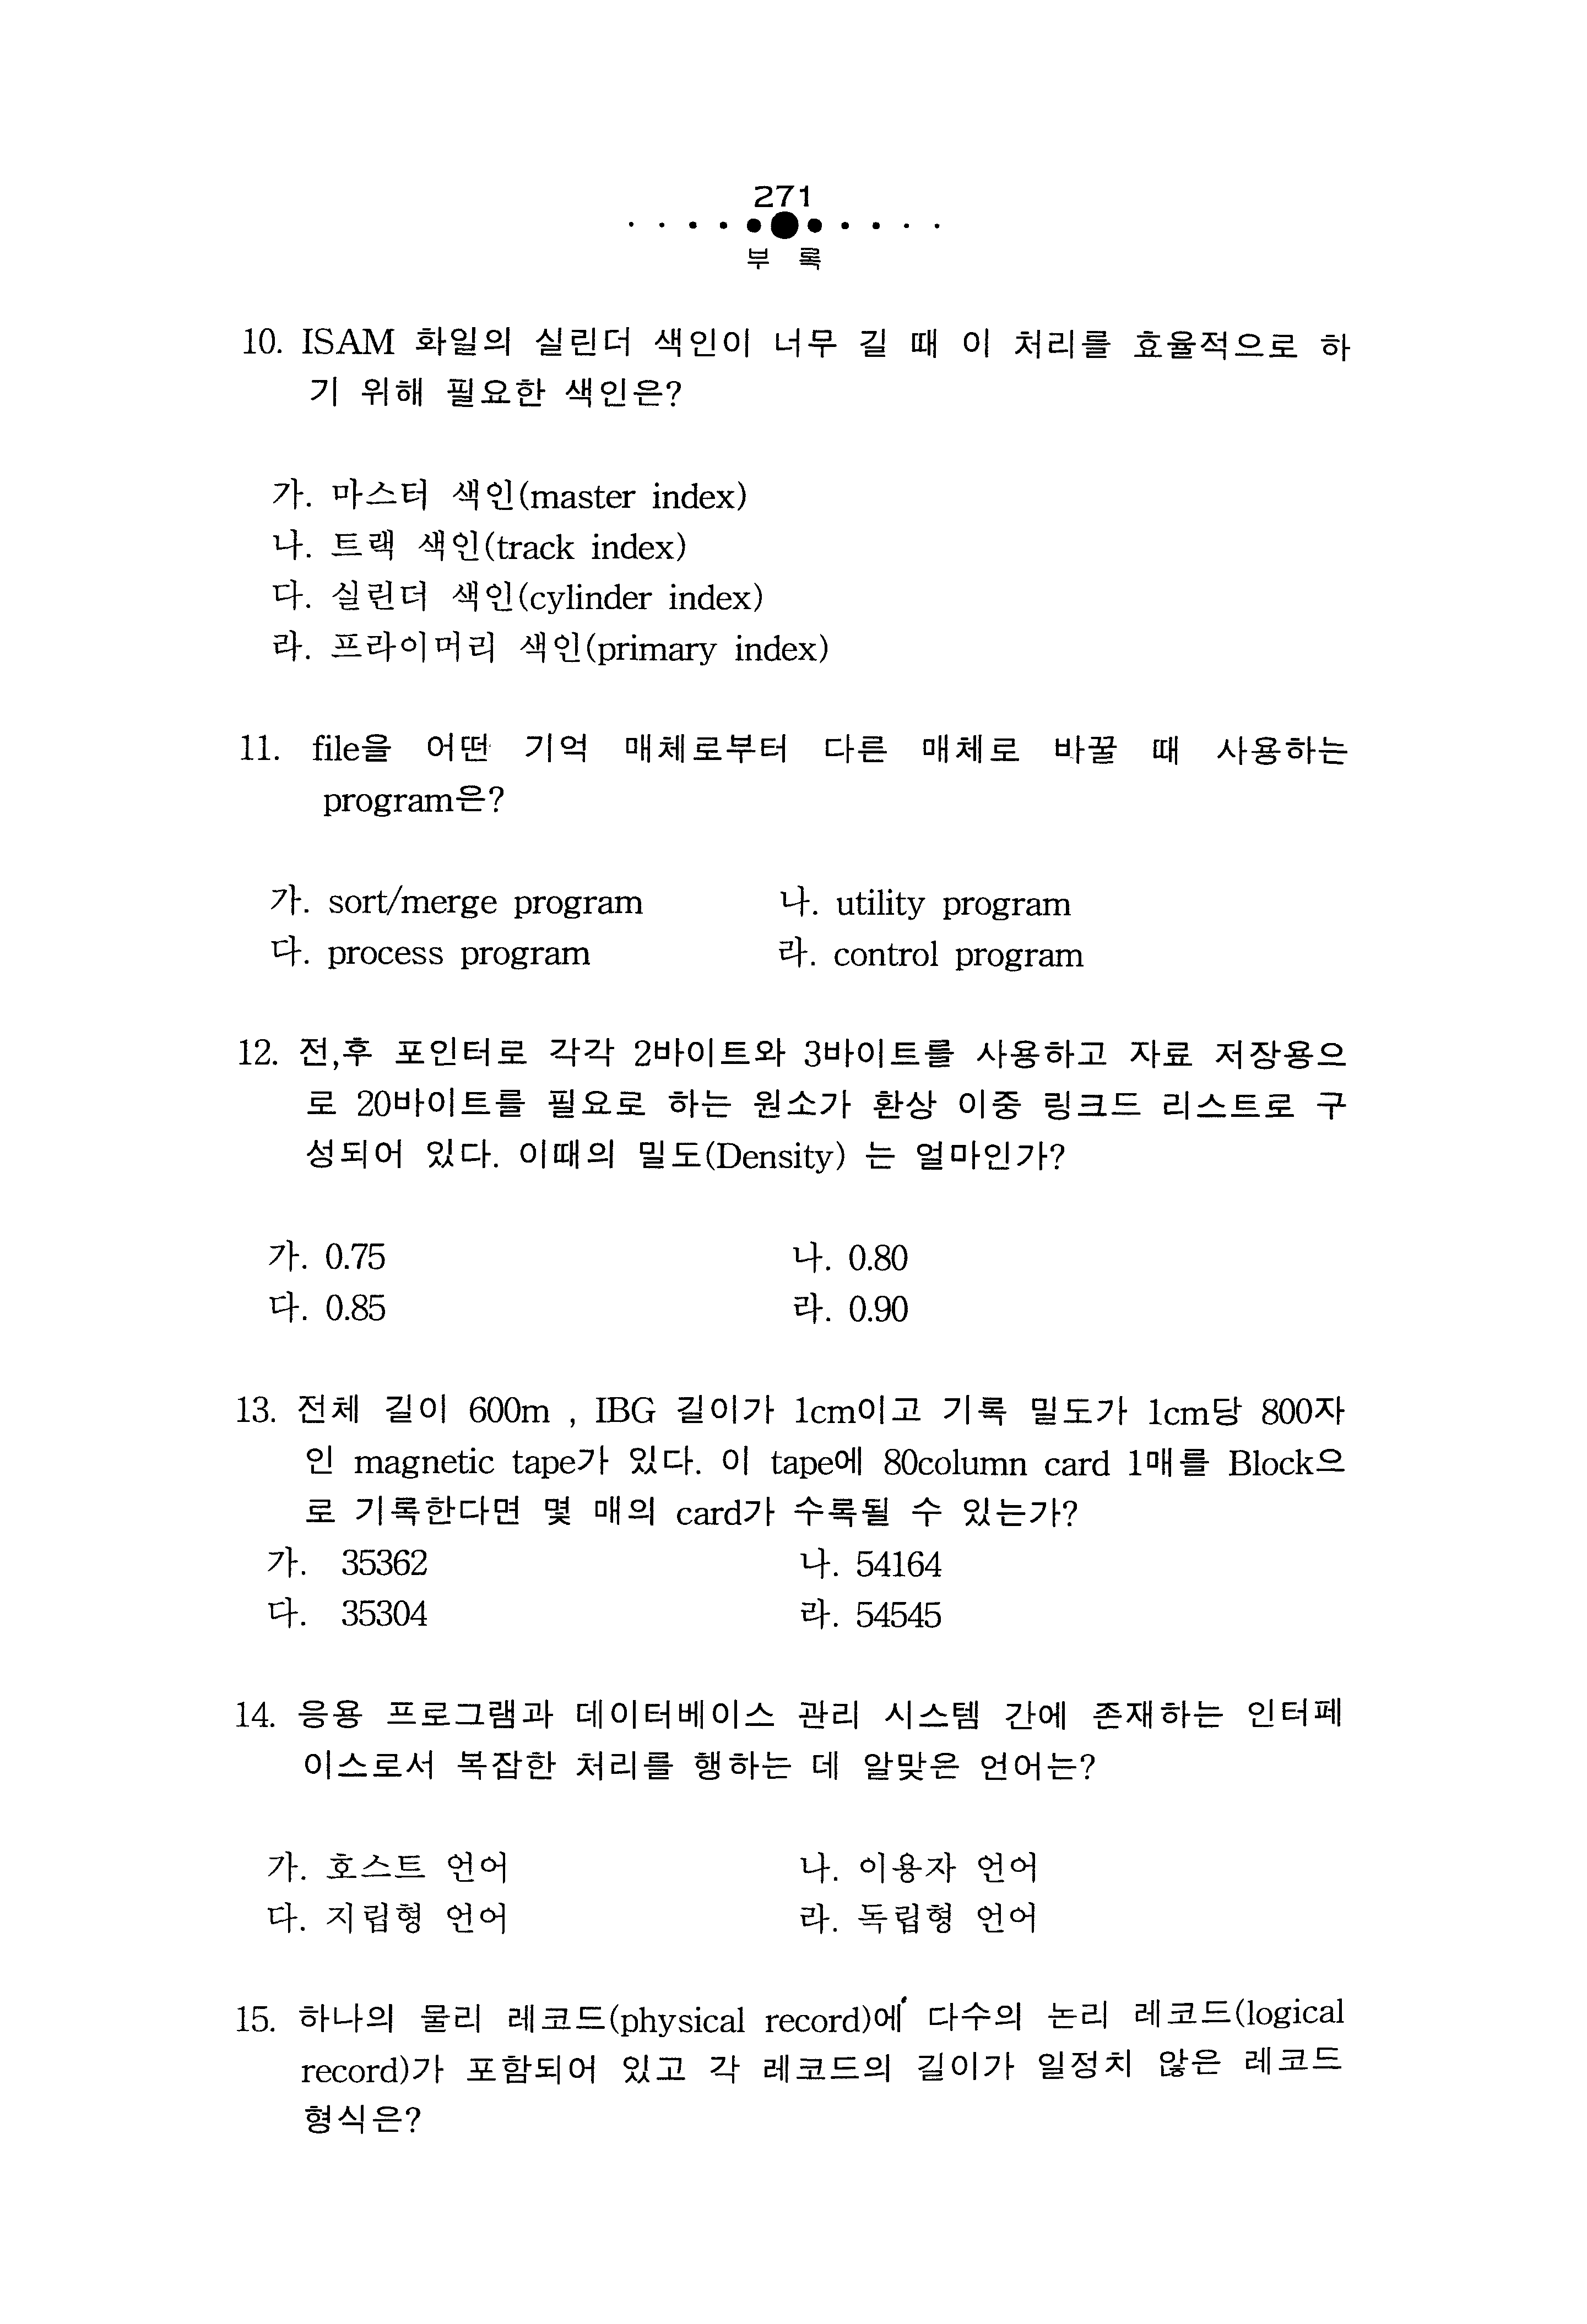 271
부 록
10. ISAM 화일의 실린더 색인이 너무 길 때 이 처리를 효율적으로 하
기 위해 필요한 색인은?
가. 마스터 색인(master index)
나. 트랙 색인(track index)
다. 실린더 색인(cylinder index)
라. 프라이머리 색인(primary index)
11. file을 어떤 기억 매체로부터 다른 매체로 바꿀 때 사용하는
program은?
가. sort/merge program 나. utility program
다. process program 라. control program
12. 전,후 포인터로 각각 2바이트와 3바이트를 사용하고 자료 저장용으
로 20바이트를 필요로 하는 원소가 환상 이중 링크드 리스트로 구
성되어 있다. 이때의 밀도(Density) 는 얼마인가?
가. 0.75 나. 0.80
다. 0.85 라. 0.90
13. 전체 길이 600m , IBG 길이가 1cm이고 기록 밀도가 1cm당 800자
인 magnetic tape가 있다. 이 tape에 80column card 1매를 Block으
로 기록한다면 몇 매의 card가 수록될 수 있는가?
가. 35362 나. 54164
다. 35304 라. 54545
14. 응용 프로그램과 데이터베이스 관리 시스템 간에 존재하는 인터페
이스로서 복잡한 처리를 행하는 데 알맞은 언어는?
가. 호스트 언어 나. 이용자 언어
다. 지립형 언어 라. 독립형 언어
15. 하나의 물리 레코드(physical record)에 다수의 논리 레코드(logical
record)가 포함되어 있고 각 레코드의 길이가 일정치 않은 레코드
형식은?